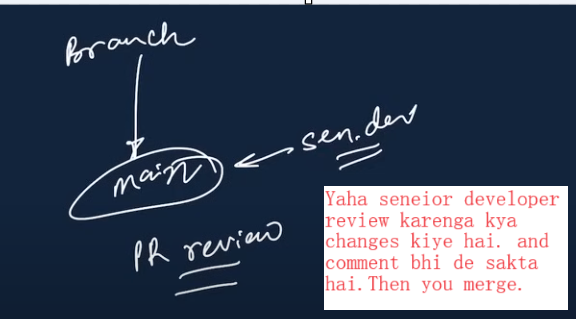 Branch
main
sen.dev
PR review
Yaha seneior developer
review karenga kya
changes kiye hai. and
comment bhi de sakta
hai.Then you merge.